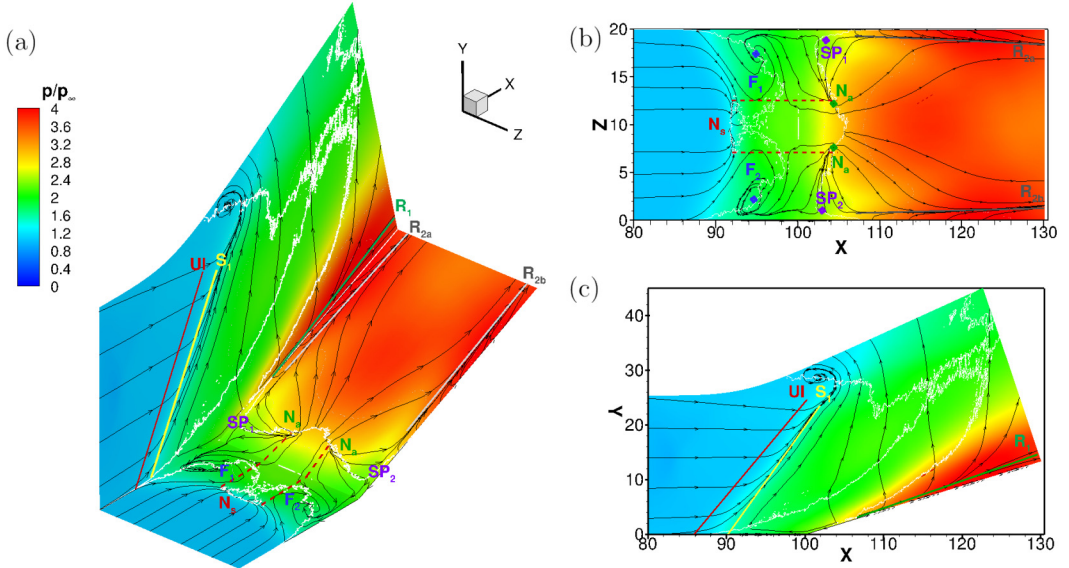 (a)
p/p∞
4
3.6
3.2
2.8
2.4
2
1.6
1.2
0.8
0.4
0
Y
X
Z
UI
S
R₁
R₂ₐ
R₂b
SP₁
Nₐ
Nₐ
SP₂
F₁
F₂
Nₛ
(b)
20
15
Z
10
5
0
80 90 100 110 120 130
X
SP₁
R₂ₐ
F₁
Nₐ
Nₛ
Nₐ
F₂
SP₂
R₂b
(c)
40
30
Y
20
10
0
80 90 100 110 120 130
X
UI
S
R